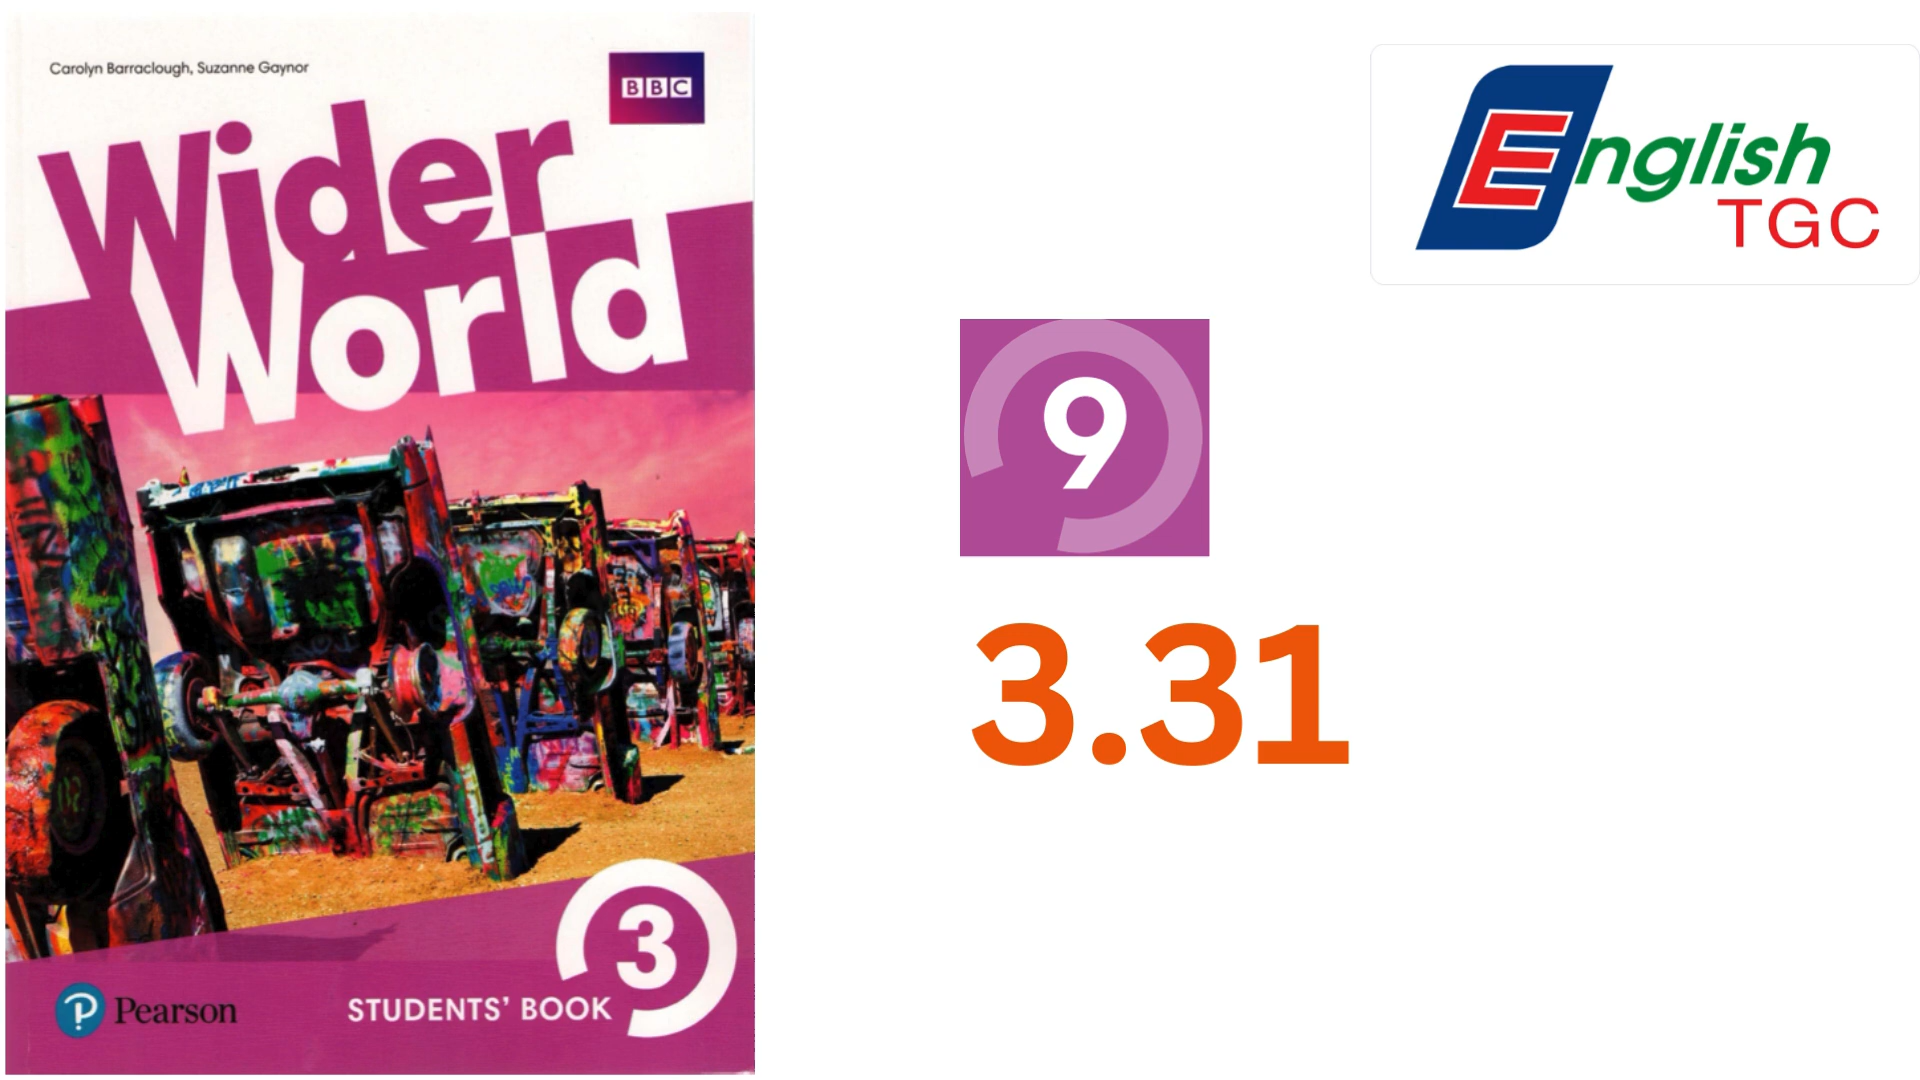 Carolyn Barraclough, Suzanne Gaynor
BBC
Wider
World
3
Pearson
STUDENTS' BOOK
English
TGC
9
3.31